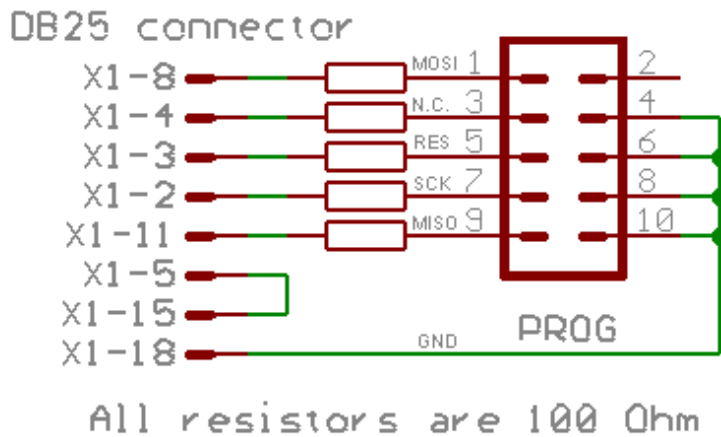 DB25 connector
X1-8 MOSI 1 2
X1-4 N.C. 3 4
X1-3 RES 5 6
X1-2 SCK 7 8
X1-11 MISO 9 10
X1-5
X1-15 PROG
X1-18 GND
All resistors are 100 Ohm